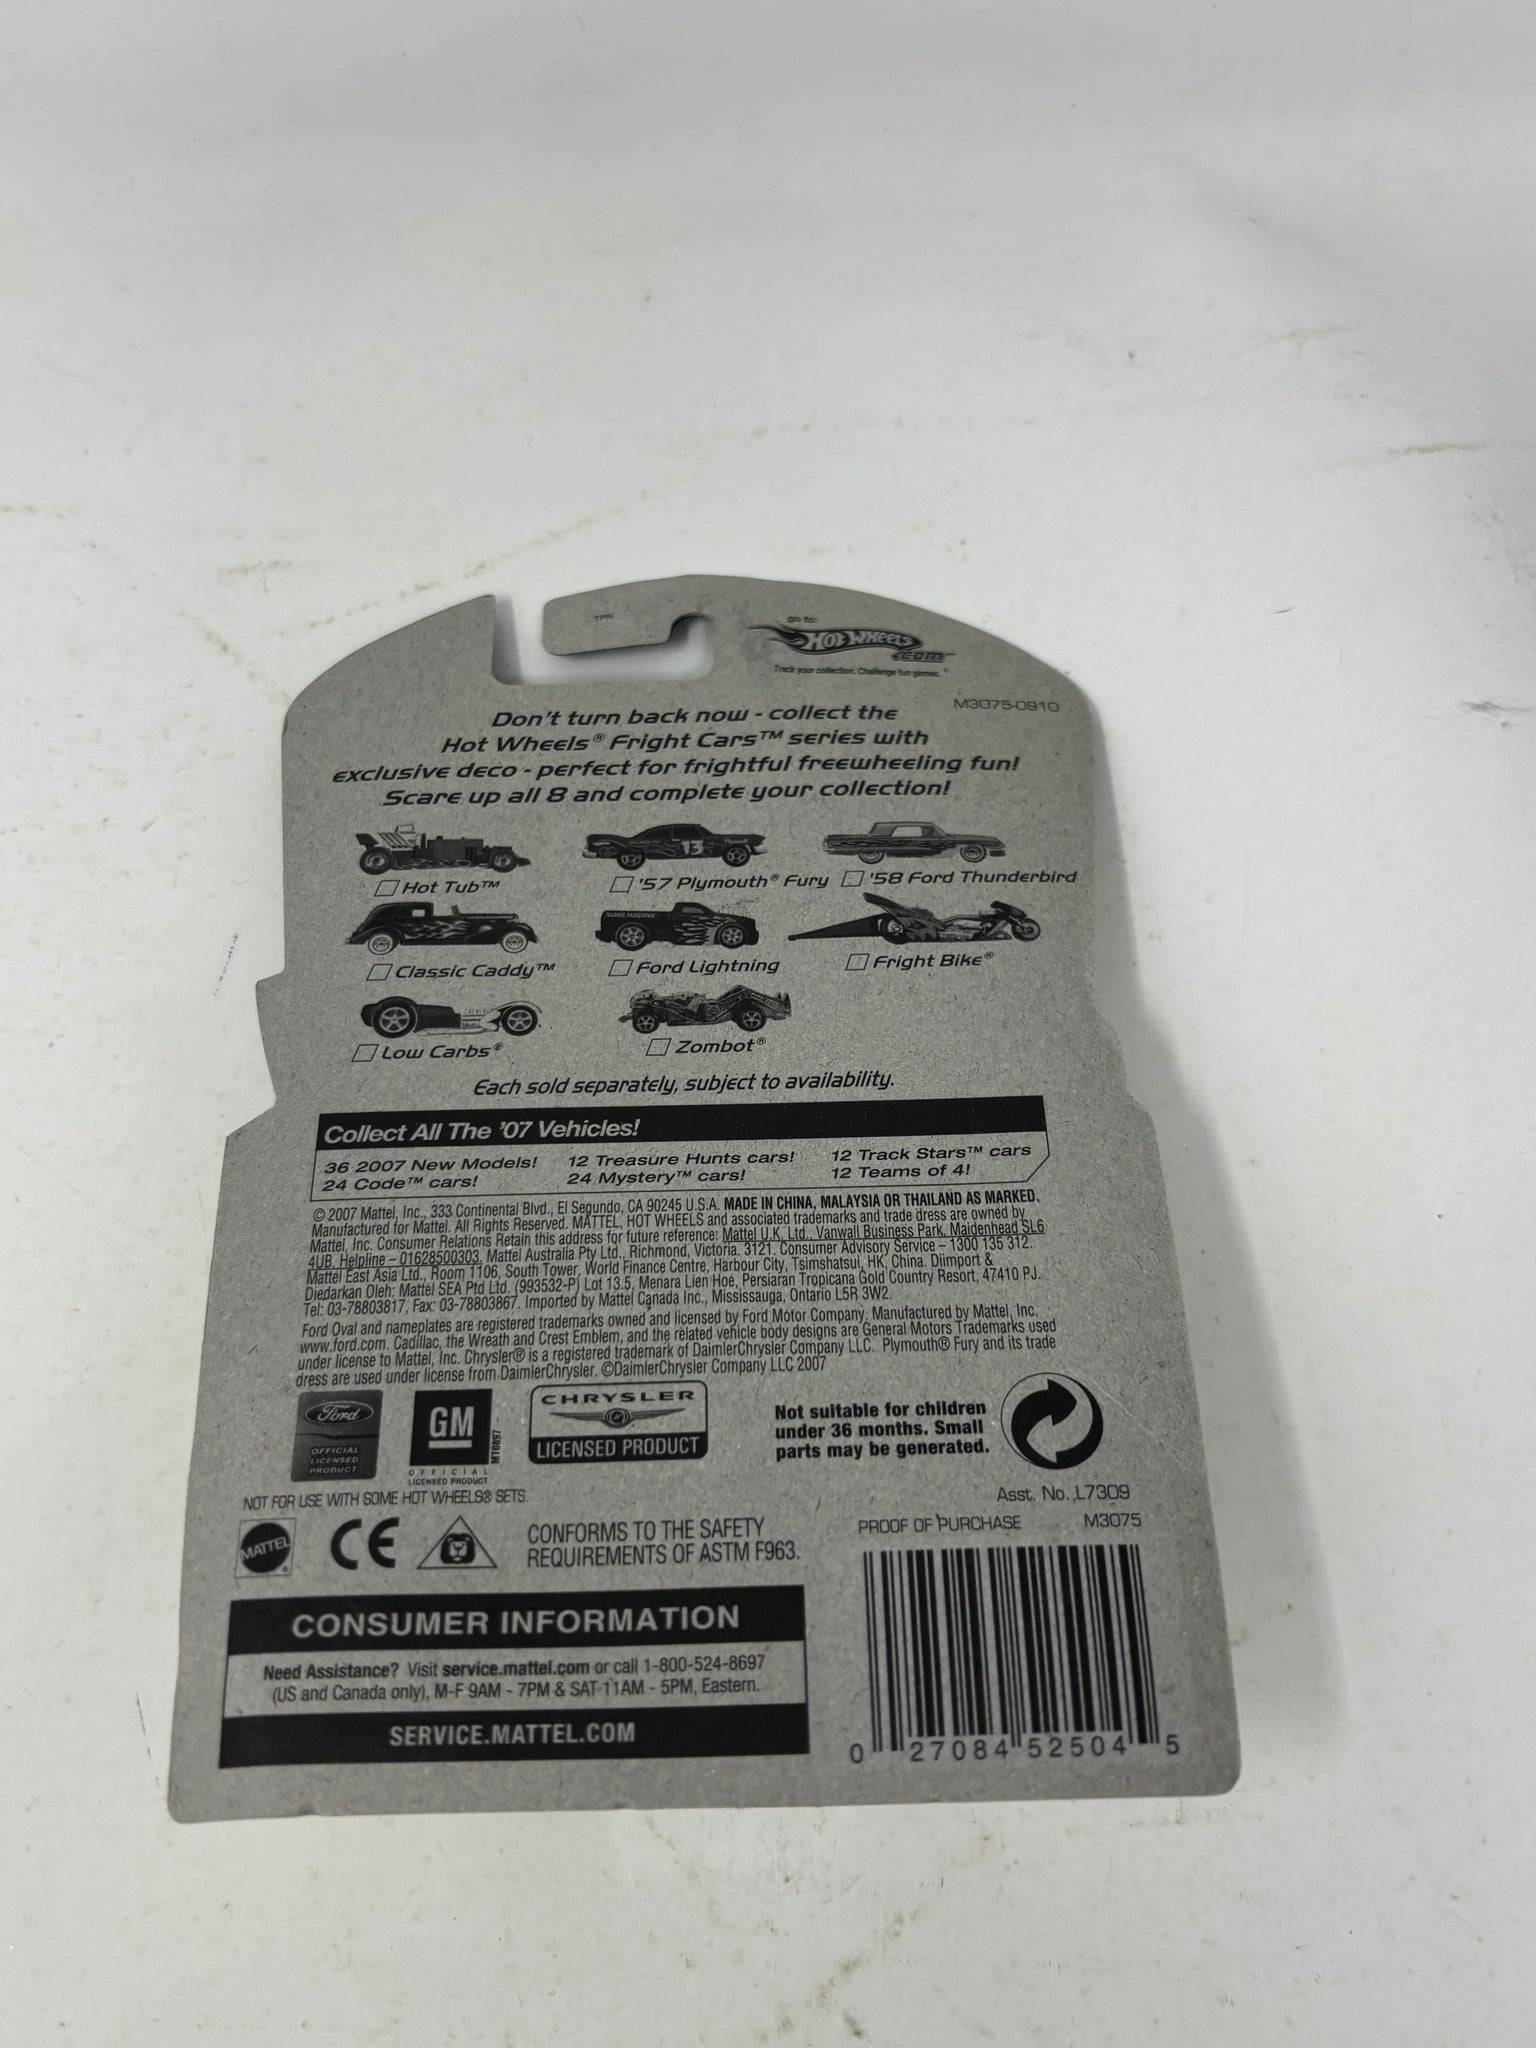 TPN
go to:
HOT WHEELS
.com
Track your collection. Challenge fun games.
M3075-0910
Don't turn back now - collect the
Hot Wheels® Fright Cars™ series with
exclusive deco - perfect for frightful freewheeling fun!
Scare up all 8 and complete your collection!
13
Hot Tub™
'57 Plymouth® Fury
'58 Ford Thunderbird
SLIME MACHINE
Classic Caddy™
Ford Lightning
Fright Bike®
Low Carbs®
Zombot®
Each sold separately, subject to availability.
Collect All The '07 Vehicles!
36 2007 New Models! 12 Treasure Hunts cars! 12 Track Stars™ cars
24 Code™ cars! 24 Mystery™ cars! 12 Teams of 4!
© 2007 Mattel, Inc., 333 Continental Blvd., El Segundo, CA 90245 U.S.A. MADE IN CHINA, MALAYSIA OR THAILAND AS MARKED.
Manufactured for Mattel. All Rights Reserved. MATTEL, HOT WHEELS and associated trademarks and trade dress are owned by
Mattel, Inc. Consumer Relations Retain this address for future reference: Mattel U.K. Ltd., Vanwall Business Park, Maidenhead SL6
4UB. Helpline – 01628500303. Mattel Australia Pty Ltd., Richmond, Victoria. 3121. Consumer Advisory Service – 1300 135 312.
Mattel East Asia Ltd., Room 1106, South Tower, World Finance Centre, Harbour City, Tsimshatsui, HK, China. Diimport &
Diedarkan Oleh: Mattel SEA Ptd Ltd. (993532-P) Lot 13.5, Menara Lien Hoe, Persiaran Tropicana Gold Country Resort, 47410 PJ.
Tel: 03-78803817, Fax: 03-78803867. Imported by Mattel Canada Inc., Mississauga, Ontario L5R 3W2.
Ford Oval and nameplates are registered trademarks owned and licensed by Ford Motor Company. Manufactured by Mattel, Inc.
www.ford.com. Cadillac, the Wreath and Crest Emblem, and the related vehicle body designs are General Motors Trademarks used
under license to Mattel, Inc. Chrysler® is a registered trademark of DaimlerChrysler Company LLC. Plymouth® Fury and its trade
dress are used under license from DaimlerChrysler. ©DaimlerChrysler Company LLC 2007
Ford
OFFICIAL
LICENSED
PRODUCT
GM
MT0897
OFFICIAL
LICENSED PRODUCT
CHRYSLER
LICENSED PRODUCT
Not suitable for children
under 36 months. Small
parts may be generated.
NOT FOR USE WITH SOME HOT WHEELS® SETS.
Asst. No. L7309
PROOF OF PURCHASE M3075
MATTEL®
CE
CONFORMS TO THE SAFETY
REQUIREMENTS OF ASTM F963.
CONSUMER INFORMATION
Need Assistance? Visit service.mattel.com or call 1-800-524-8697
(US and Canada only), M-F 9AM - 7PM & SAT 11AM - 5PM, Eastern.
SERVICE.MATTEL.COM
0 27084 52504 5